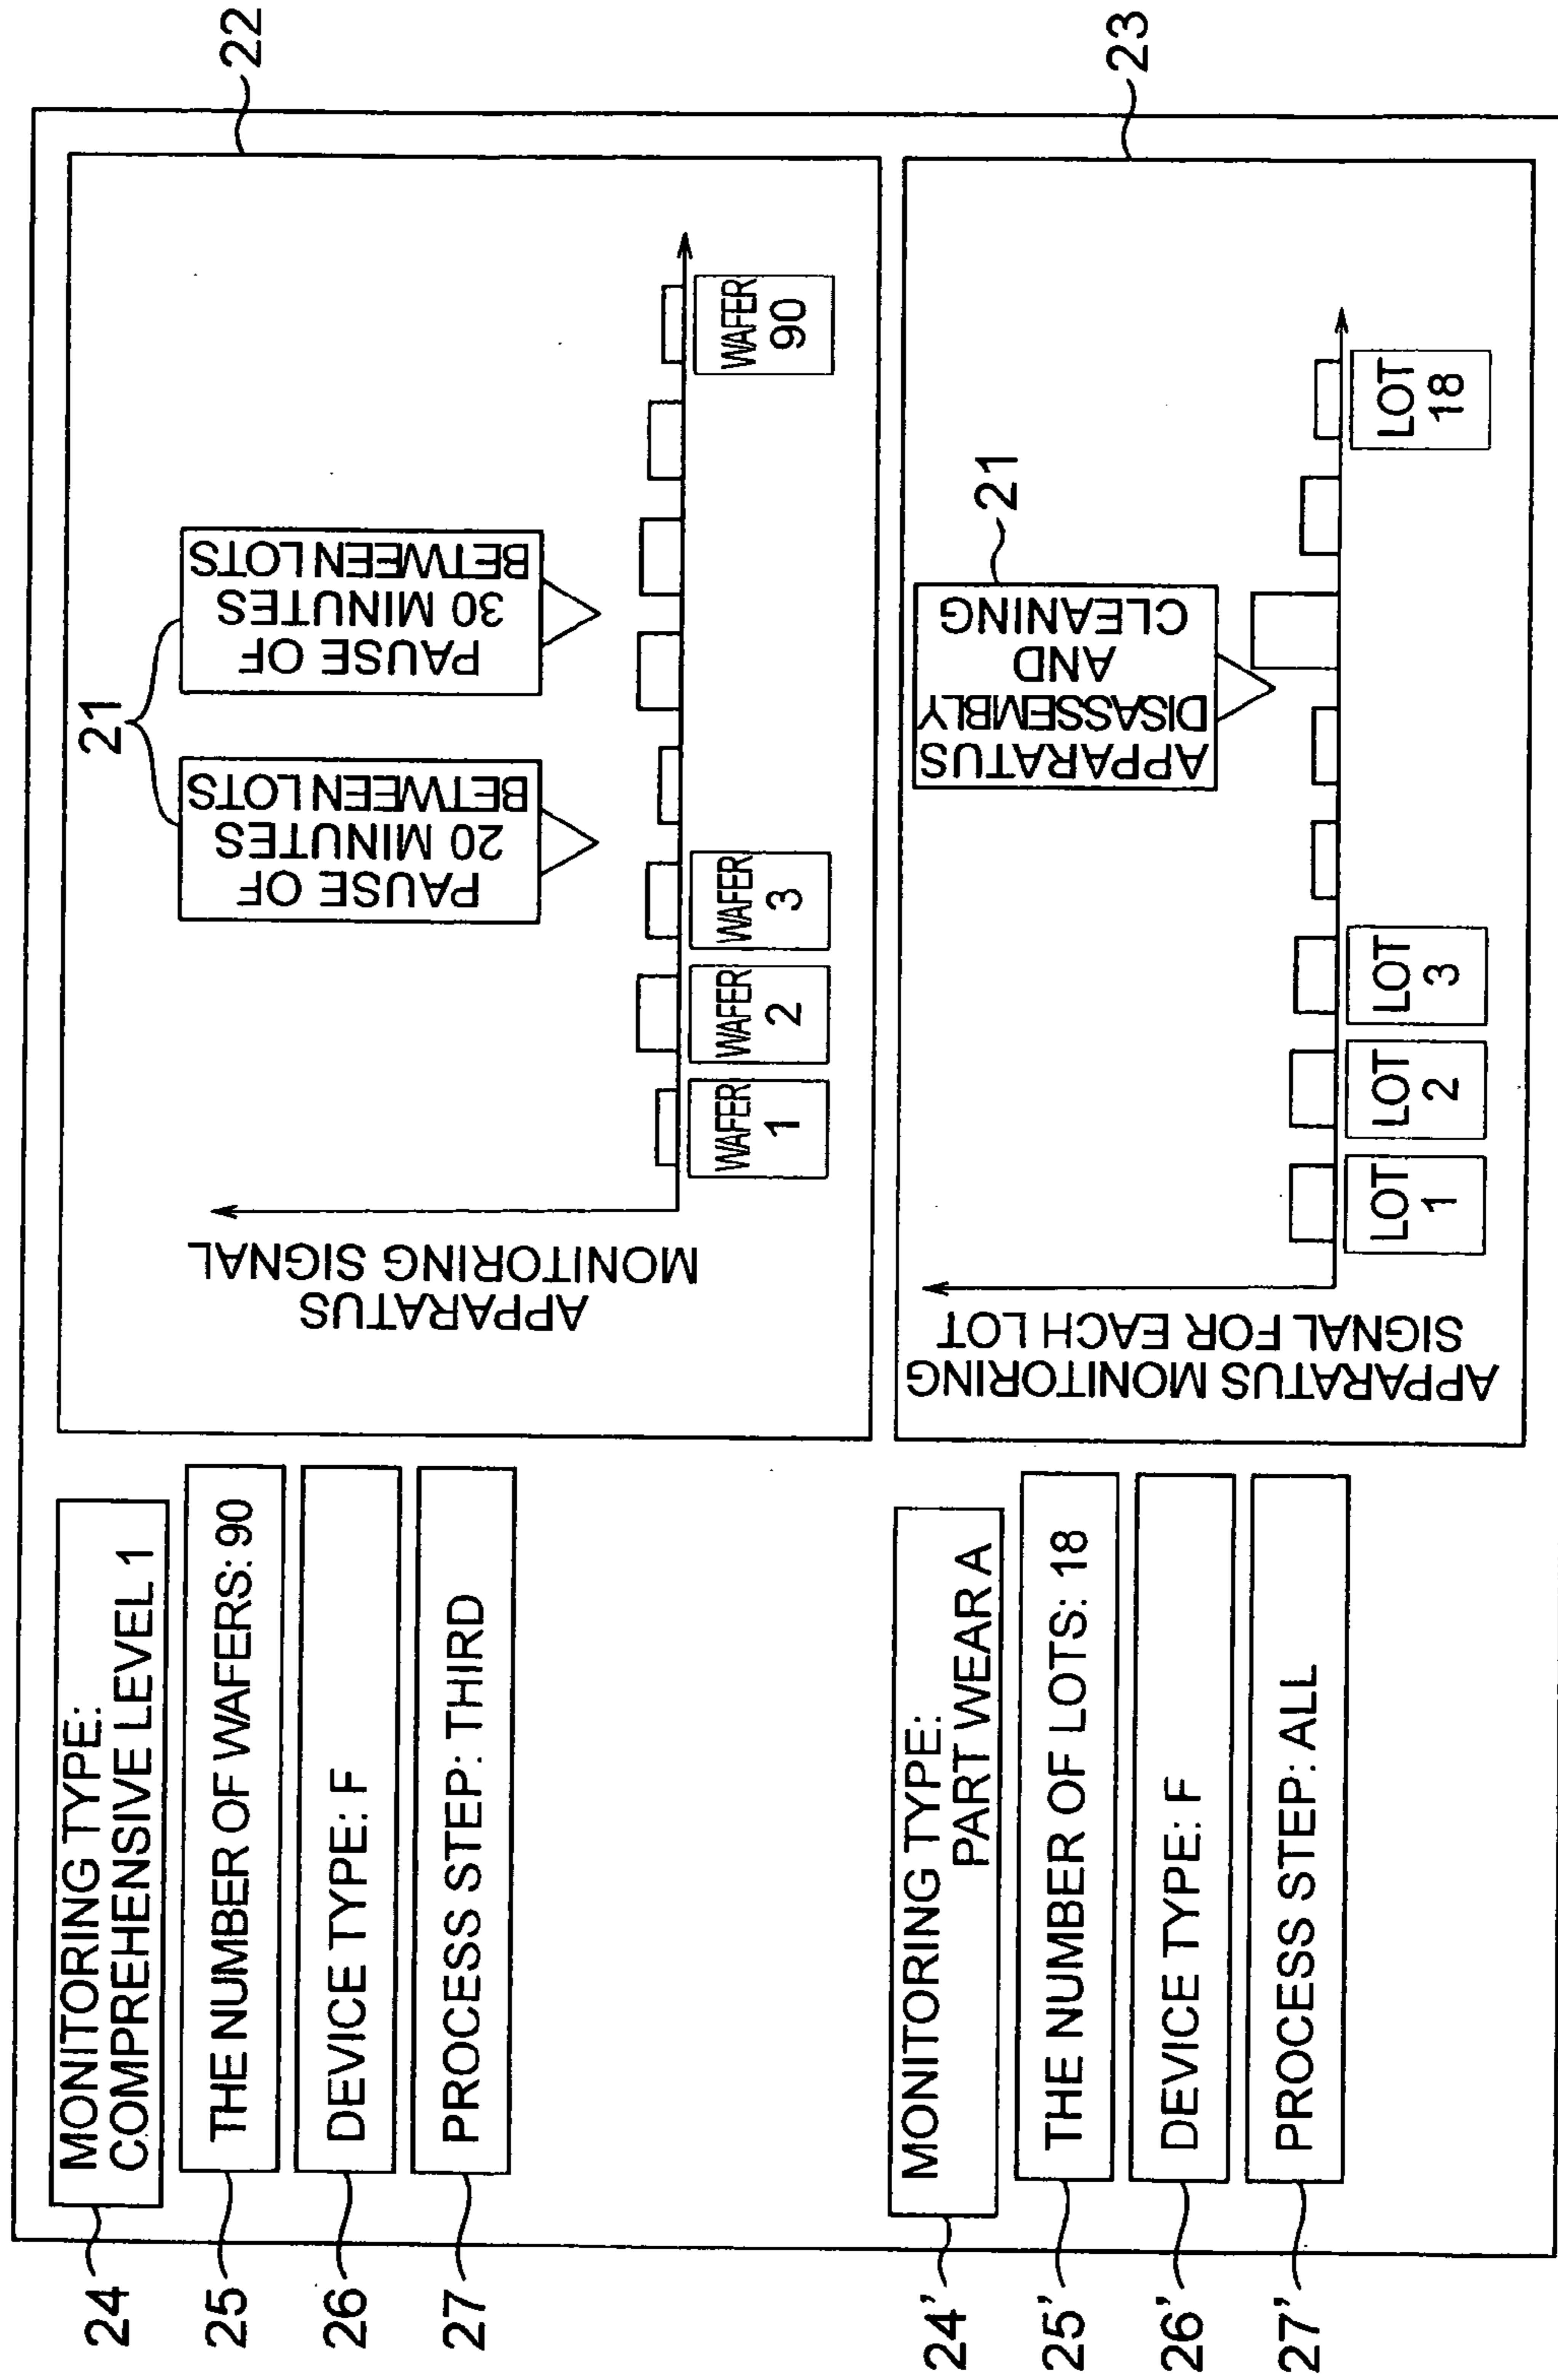 24
MONITORING TYPE:
COMPREHENSIVE LEVEL 1
25
THE NUMBER OF WAFERS: 90
26
DEVICE TYPE: F
27
PROCESS STEP: THIRD
22
APPARATUS
MONITORING SIGNAL
21
PAUSE OF
20 MINUTES
BETWEEN LOTS
PAUSE OF
30 MINUTES
BETWEEN LOTS
WAFER
1
WAFER
2
WAFER
3
WAFER
90
24'
MONITORING TYPE:
PART WEAR A
25'
THE NUMBER OF LOTS: 18
26'
DEVICE TYPE: F
27'
PROCESS STEP: ALL
23
APPARATUS MONITORING
SIGNAL FOR EACH LOT
21
APPARATUS
DISASSEMBLY
AND
CLEANING
LOT
1
LOT
2
LOT
3
LOT
18